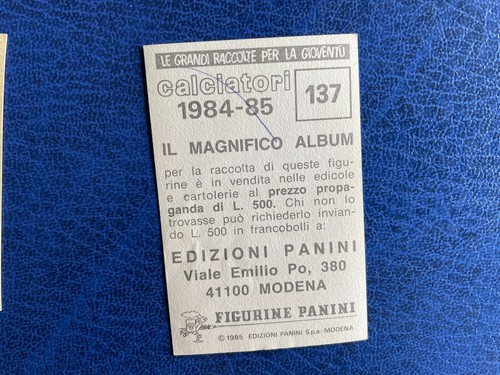 LE GRANDI RACCOLTE PER LA GIOVENTÙ
calciatori
1984-85
137
IL MAGNIFICO ALBUM
per la raccolta di queste figu-
rine è in vendita nelle edicole
e cartolerie al prezzo propa-
ganda di L. 500. Chi non lo
trovasse può richiederlo invian-
do L. 500 in francobolli a:
EDIZIONI PANINI
Viale Emilio Po, 380
41100 MODENA
FIGURINE PANINI
© 1985 EDIZIONI PANINI S.p.a. - MODENA